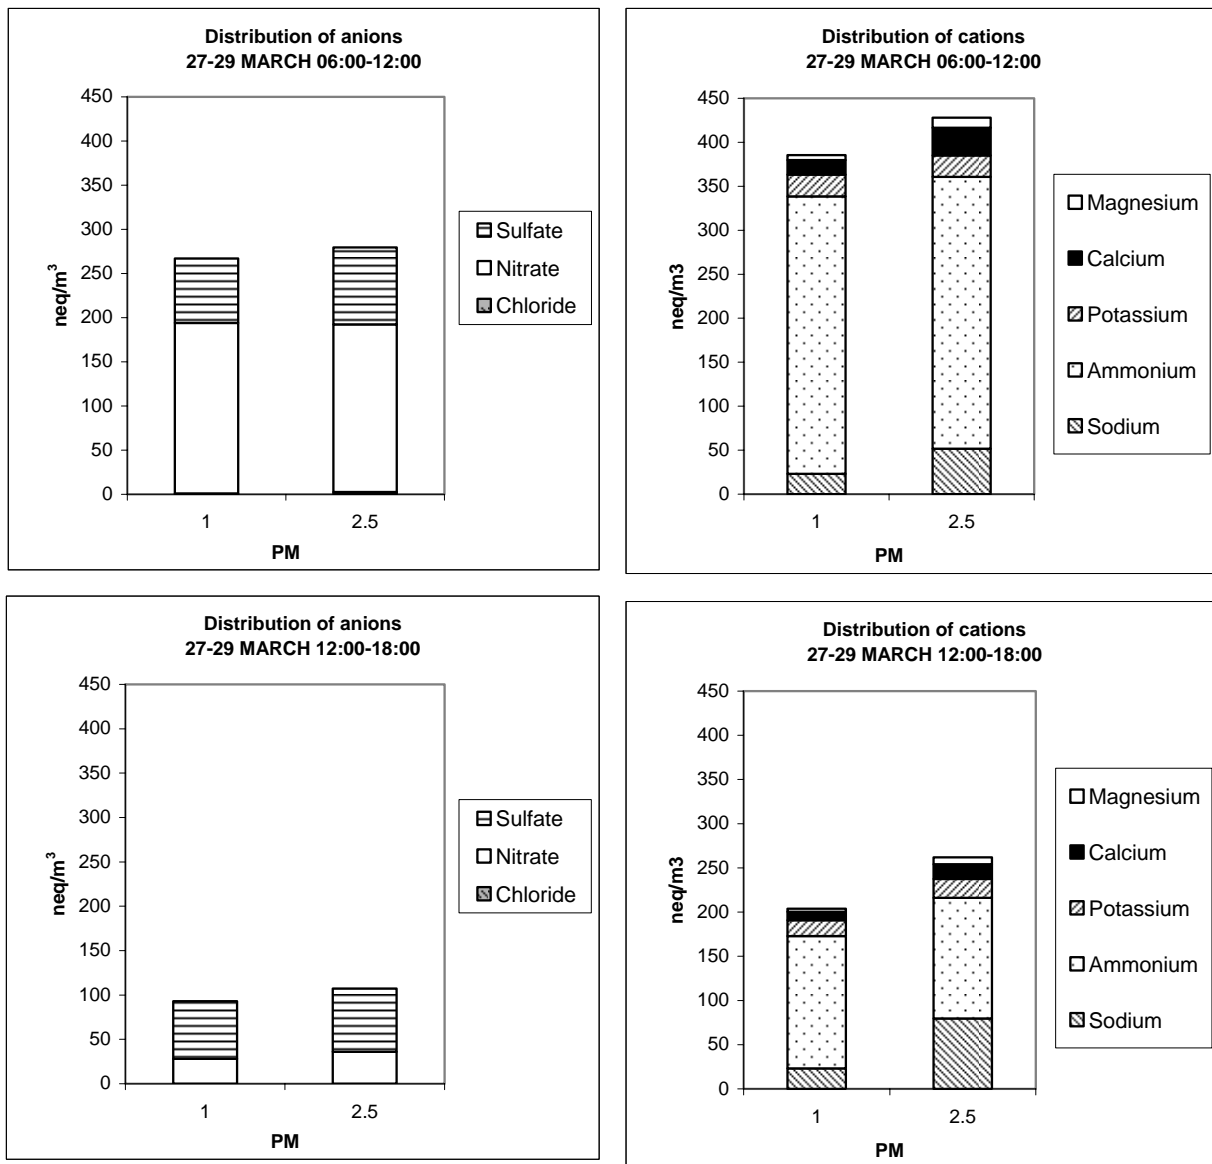 Distribution of anions
27-29 MARCH 06:00-12:00
450
400
350
300
250
200
150
100
50
0
neq/m³
1
2.5
PM
Sulfate
Nitrate
Chloride
Distribution of cations
27-29 MARCH 06:00-12:00
450
400
350
300
250
200
150
100
50
0
neq/m3
1
2.5
PM
Magnesium
Calcium
Potassium
Ammonium
Sodium
Distribution of anions
27-29 MARCH 12:00-18:00
450
400
350
300
250
200
150
100
50
0
neq/m³
1
2.5
PM
Sulfate
Nitrate
Chloride
Distribution of cations
27-29 MARCH 12:00-18:00
450
400
350
300
250
200
150
100
50
0
neq/m3
1
2.5
PM
Magnesium
Calcium
Potassium
Ammonium
Sodium